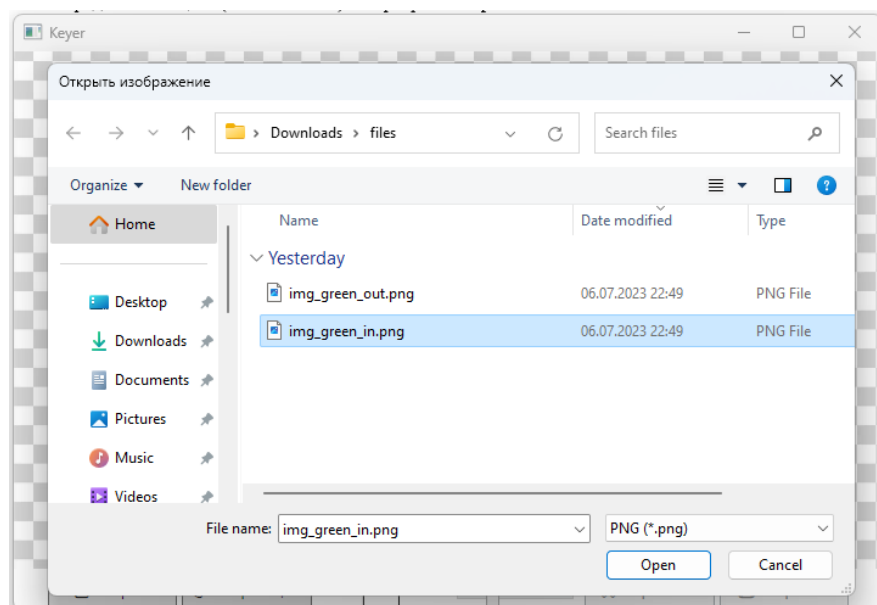 Keyer
Открыть изображение
Downloads > files
Search files
Organize
New folder
Home
Name
Date modified
Type
Yesterday
Desktop
img_green_out.png
06.07.2023 22:49
PNG File
Downloads
img_green_in.png
06.07.2023 22:49
PNG File
Documents
Pictures
Music
Videos
File name:
img_green_in.png
PNG (*.png)
Open
Cancel